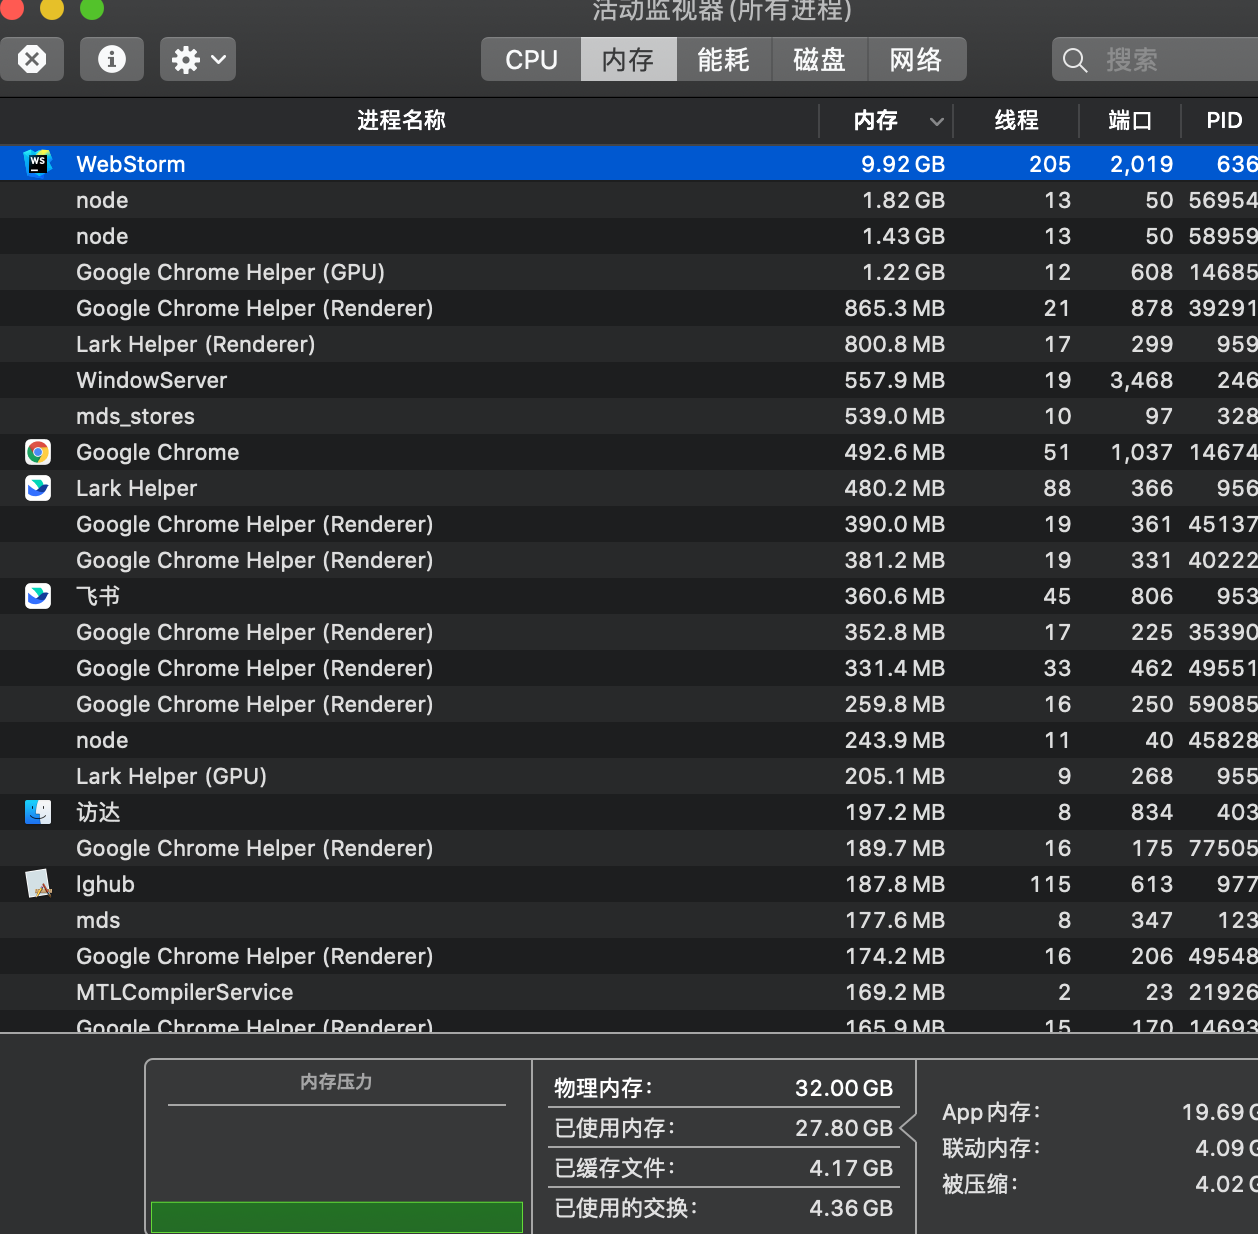 活动监视器 (所有进程)
CPU 内存 能耗 磁盘 网络 搜索
进程名称 内存 线程 端口 PID
WebStorm 9.92 GB 205 2,019 636
node 1.82 GB 13 50 56954
node 1.43 GB 13 50 58959
Google Chrome Helper (GPU) 1.22 GB 12 608 14685
Google Chrome Helper (Renderer) 865.3 MB 21 878 39291
Lark Helper (Renderer) 800.8 MB 17 299 959
WindowServer 557.9 MB 19 3,468 246
mds_stores 539.0 MB 10 97 328
Google Chrome 492.6 MB 51 1,037 14674
Lark Helper 480.2 MB 88 366 956
Google Chrome Helper (Renderer) 390.0 MB 19 361 45137
Google Chrome Helper (Renderer) 381.2 MB 19 331 40222
飞书 360.6 MB 45 806 953
Google Chrome Helper (Renderer) 352.8 MB 17 225 35390
Google Chrome Helper (Renderer) 331.4 MB 33 462 49551
Google Chrome Helper (Renderer) 259.8 MB 16 250 59085
node 243.9 MB 11 40 45828
Lark Helper (GPU) 205.1 MB 9 268 955
访达 197.2 MB 8 834 403
Google Chrome Helper (Renderer) 189.7 MB 16 175 77505
lghub 187.8 MB 115 613 977
mds 177.6 MB 8 347 123
Google Chrome Helper (Renderer) 174.2 MB 16 206 49548
MTLCompilerService 169.2 MB 2 23 21926
Google Chrome Helper (Renderer) 165.9 MB 15 170 14693
内存压力
物理内存: 32.00 GB
已使用内存: 27.80 GB
已缓存文件: 4.17 GB
已使用的交换: 4.36 GB
App 内存: 19.69 G
联动内存: 4.09 G
被压缩: 4.02 G